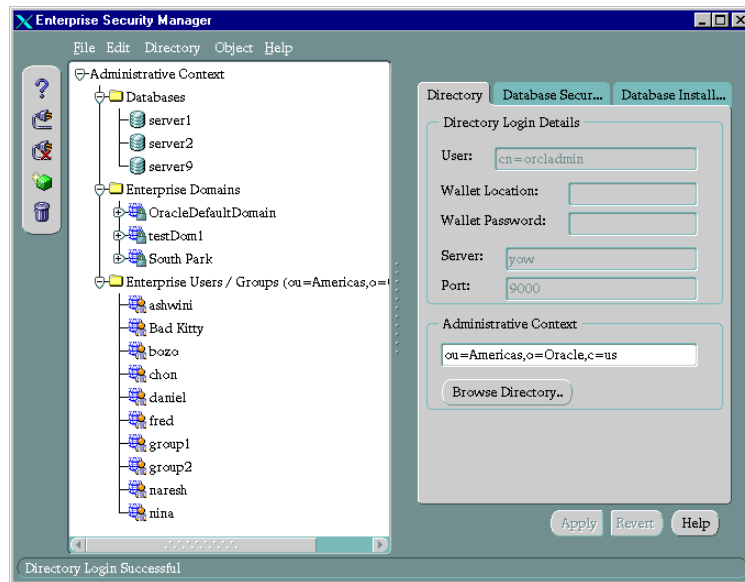 Enterprise Security Manager
File Edit Directory Object Help
Administrative Context
Databases
server1
server2
server9
Enterprise Domains
OracleDefaultDomain
testDom1
South Park
Enterprise Users / Groups (ou=Americas,o=
ashwini
Bad Kitty
bozo
chon
daniel
fred
group1
group2
naresh
nina
Directory Database Secur... Database Install...
Directory Login Details
User: cn=orcladmin
Wallet Location:
Wallet Password:
Server: yow
Port: 9000
Administrative Context
ou=Americas,o=Oracle,c=us
Browse Directory..
Apply Revert Help
Directory Login Successful